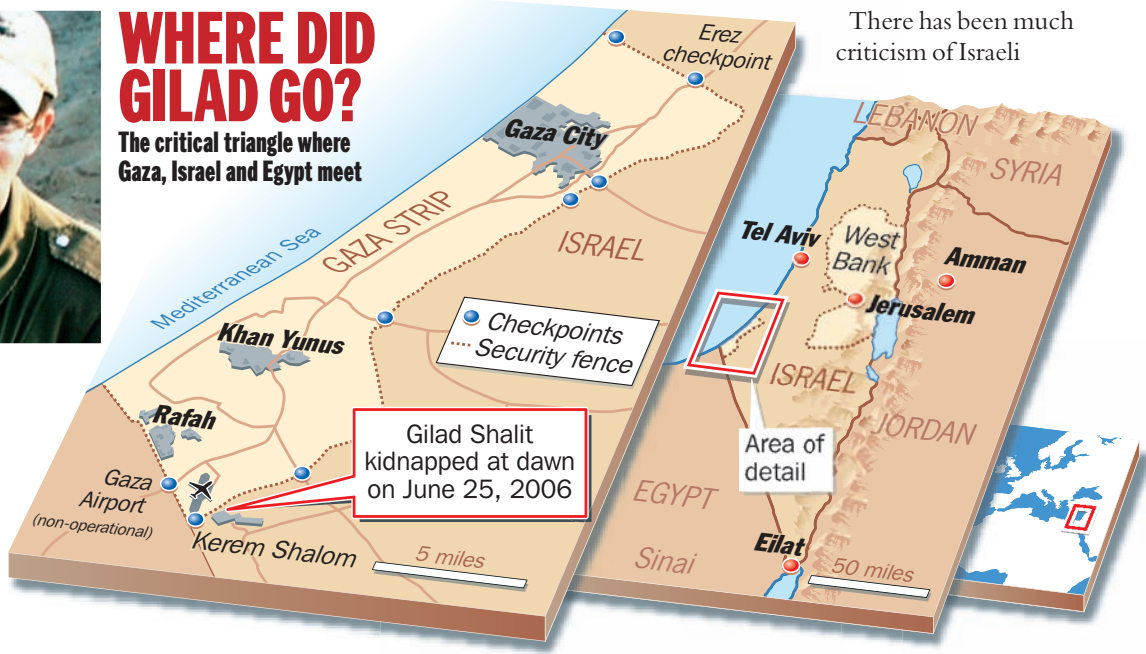 WHERE DID
GILAD GO?
The critical triangle where
Gaza, Israel and Egypt meet
There has been much
criticism of Israeli
Erez
checkpoint
Gaza City
GAZA STRIP
Mediterranean Sea
ISRAEL
Checkpoints
Security fence
Khan Yunus
Rafah
Gilad Shalit
kidnapped at dawn
on June 25, 2006
Gaza
Airport
(non-operational)
Kerem Shalom
5 miles
LEBANON
SYRIA
Tel Aviv
West
Bank
Amman
Jerusalem
ISRAEL
JORDAN
Area of
detail
EGYPT
Sinai
Eilat
50 miles